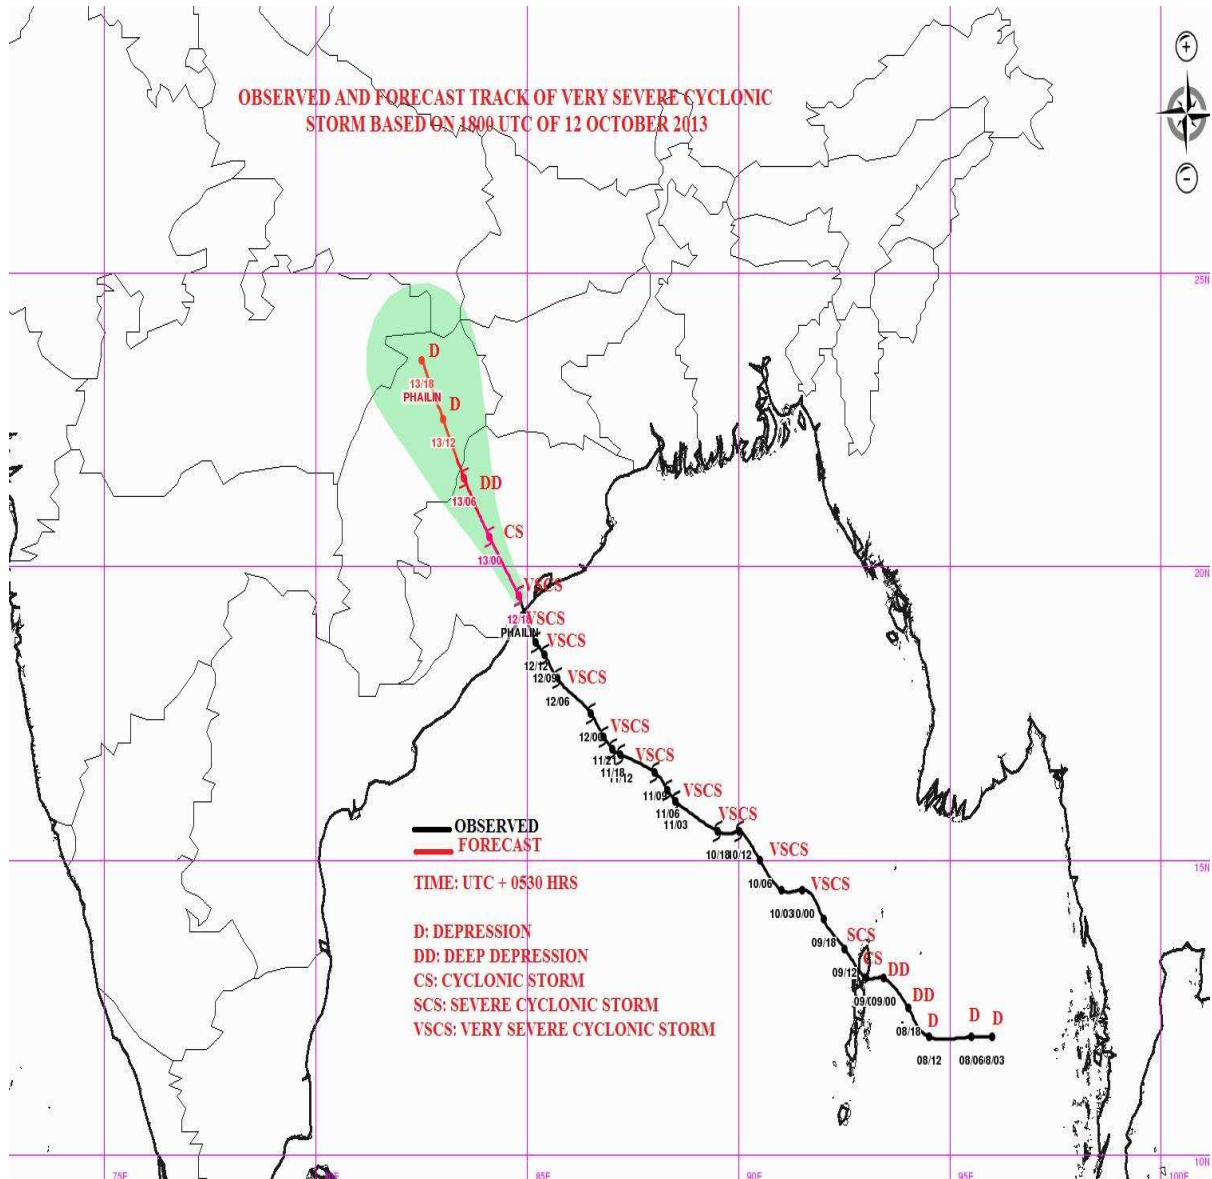 OBSERVED AND FORECAST TRACK OF VERY SEVERE CYCLONIC
STORM BASED ON 1800 UTC OF 12 OCTOBER 2013
25N
D
13/18
PHAILIN
D
13/12
DD
13/06
CS
13/00
20N
VSCS
12/18
VSCS
PHAILIN
VSCS
12/12
12/09
VSCS
12/06
VSCS
12/00
11/21
11/18
11/12
VSCS
11/09
VSCS
11/06
11/03
VSCS
10/18
10/12
OBSERVED
FORECAST
VSCS
15N
10/06
VSCS
10/03
TIME: UTC + 0530 HRS
09/18
D: DEPRESSION
SCS
DD: DEEP DEPRESSION
CS
09/12
DD
CS: CYCLONIC STORM
09/00
DD
SCS: SEVERE CYCLONIC STORM
08/18
D
D
D
VSCS: VERY SEVERE CYCLONIC STORM
08/12
08/06
8/03
10N
75E
85E
90E
95E
100E